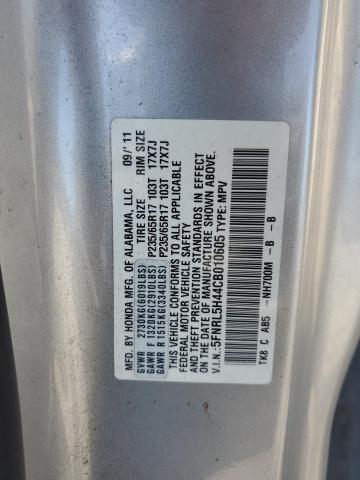 MFD. BY HONDA MFG. OF ALABAMA, LLC 09/'11
TIRE SIZE RIM SIZE
GVWR 2730KG(6019LBS)
GAWR F 1320KG(2910LBS) P235/65R17 103T 17X7J
GAWR R 1515KG(3340LBS) P235/65R17 103T 17X7J
THIS VEHICLE CONFORMS TO ALL APPLICABLE
FEDERAL MOTOR VEHICLE SAFETY
AND THEFT PREVENTION STANDARDS IN EFFECT
ON THE DATE OF MANUFACTURE SHOWN ABOVE.
V.I.N.: 5FNRL5H44CB010605 TYPE: MPV
TK8 C AB5 -NH700M -B -B